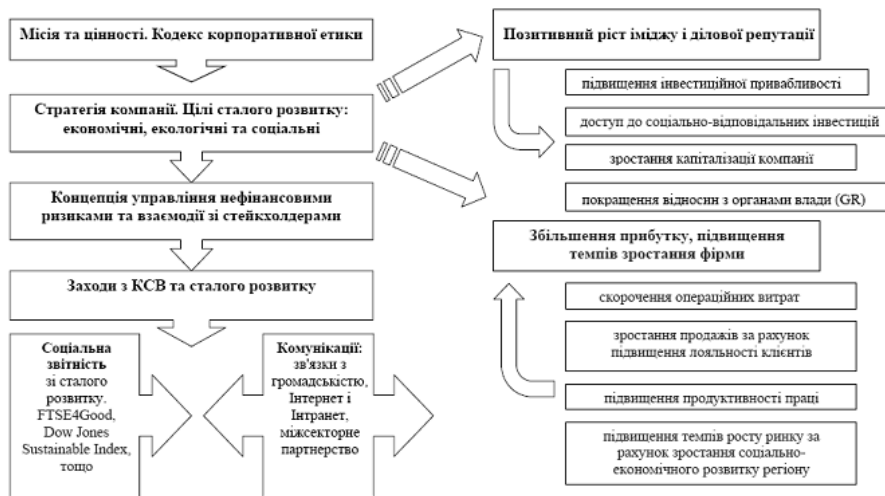 Місія та цінності. Кодекс корпоративної етики
Стратегія компанії. Цілі сталого розвитку:
економічні, екологічні та соціальні
Концепція управління нефінансовими
ризиками та взаємодії зі стейкхолдерами
Заходи з КСВ та сталого розвитку
Соціальна
звітність
зі сталого
розвитку.
FTSE4Good,
Dow Jones
Sustainable Index,
тощо
Комунікації:
зв'язки з
громадськістю,
Інтернет і
Інтранет,
міжсекторне
партнерство
Позитивний ріст іміджу і ділової репутації
підвищення інвестиційної привабливості
доступ до соціально-відповідальних інвестицій
зростання капіталізації компанії
покращення відносин з органами влади (GR)
Збільшення прибутку, підвищення
темпів зростання фірми
скорочення операційних витрат
зростання продажів за рахунок
підвищення лояльності клієнтів
підвищення продуктивності праці
підвищення темпів росту ринку за
рахунок зростання соціально-
економічного розвитку регіону